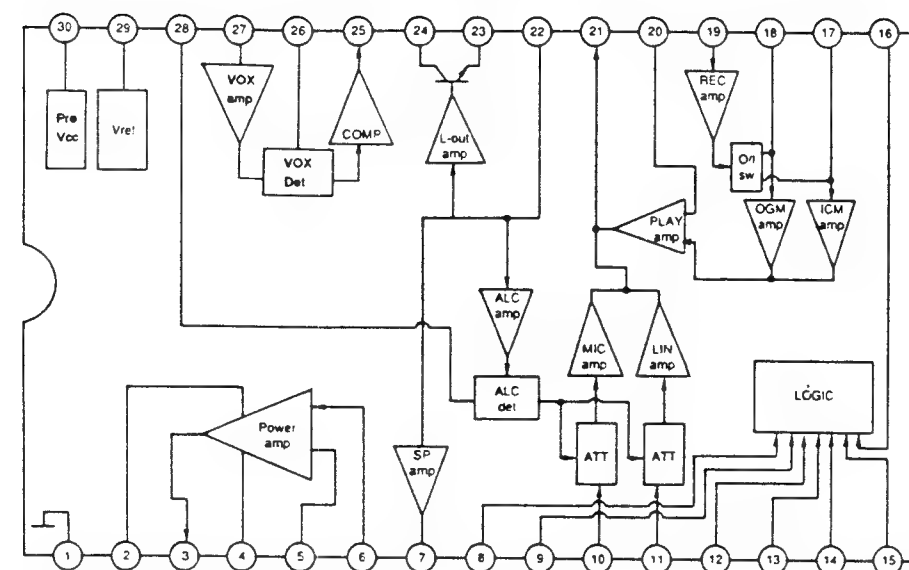 30 29 28 27 26 25 24 23 22 21 20 19 18 17 16
Pre
Vcc
Vref
VOX
amp
COMP
VOX
Det
L-out
amp
REC
amp
O/I
sw
PLAY
amp
OGM
amp
ICM
amp
ALC
amp
MIC
amp
LIN
amp
ALC
det
LOGIC
Power
amp
SP
amp
ATT
ATT
1 2 3 4 5 6 7 8 9 10 11 12 13 14 15